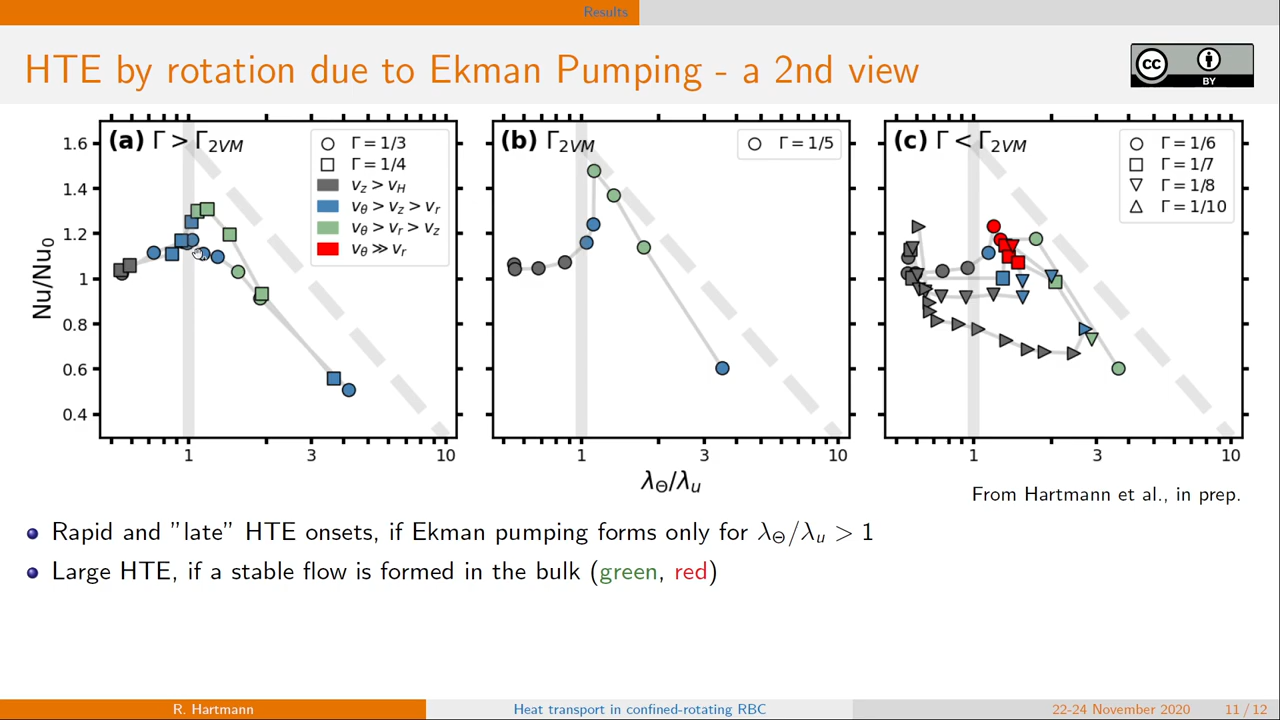 Results
HTE by rotation due to Ekman Pumping - a 2nd view
CC BY
(a) Γ > Γ2VM
Γ = 1/3
Γ = 1/4
vz > vH
vθ > vz > vr
vθ > vr > vz
vθ ≫ vr
(b) Γ2VM
Γ = 1/5
(c) Γ < Γ2VM
Γ = 1/6
Γ = 1/7
Γ = 1/8
Γ = 1/10
Nu/Nu0
1.6
1.4
1.2
1
0.8
0.6
0.4
1 3 10
1 3 10
1 3 10
λΘ/λu
From Hartmann et al., in prep.
Rapid and ”late” HTE onsets, if Ekman pumping forms only for λΘ/λu > 1
Large HTE, if a stable flow is formed in the bulk (green, red)
R. Hartmann
Heat transport in confined-rotating RBC
22-24 November 2020
11 / 12